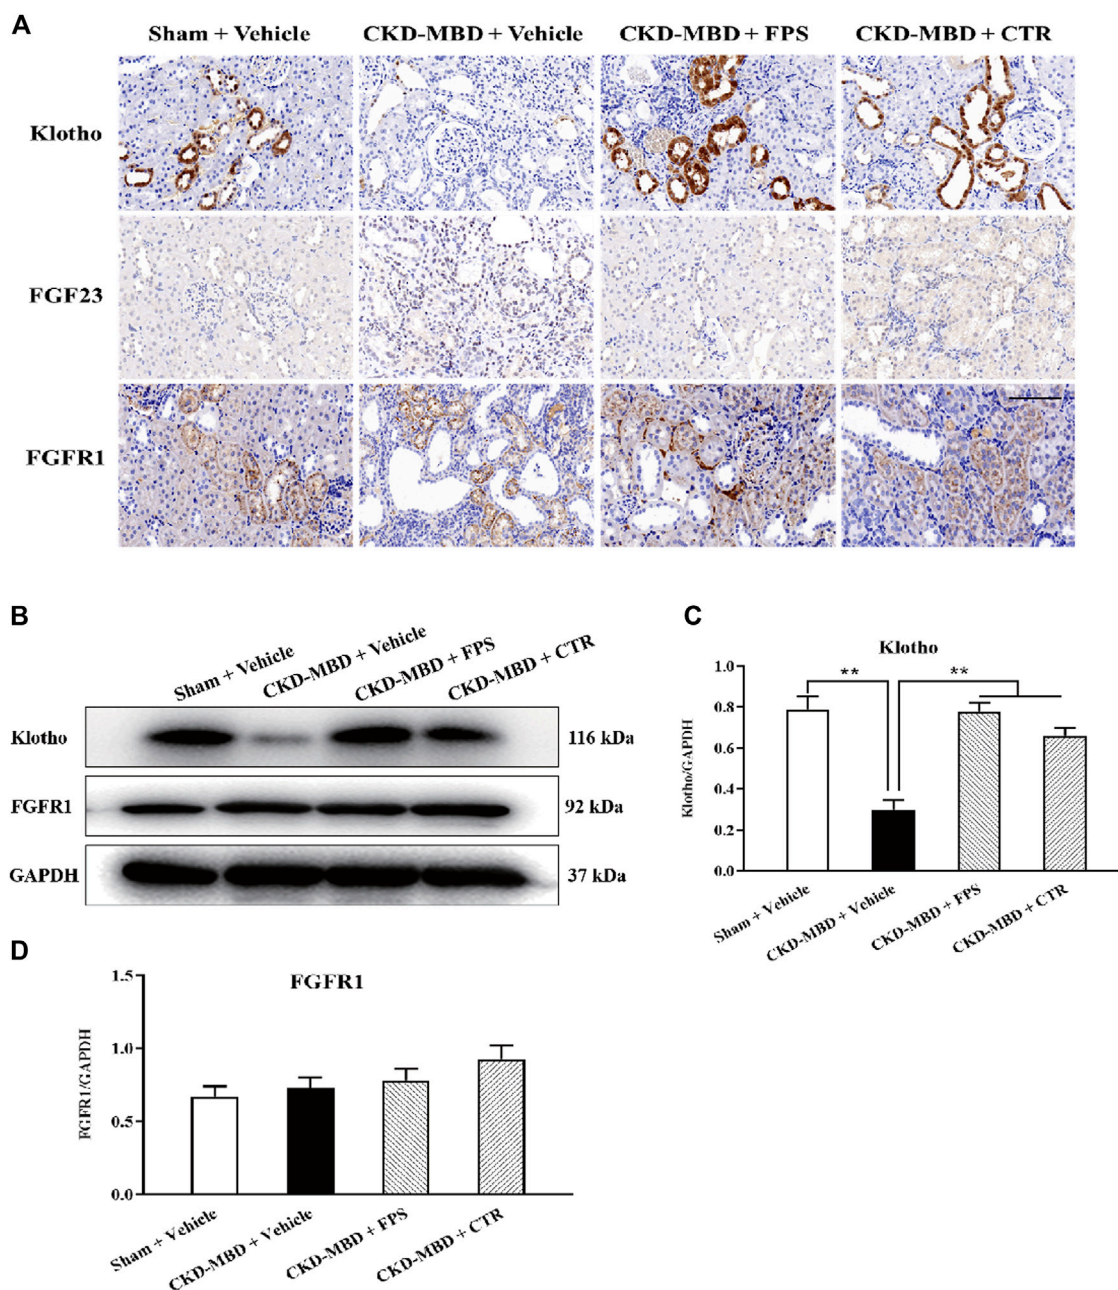 A
Sham + Vehicle CKD-MBD + Vehicle CKD-MBD + FPS CKD-MBD + CTR
Klotho
FGF23
FGFR1
B
Sham + Vehicle
CKD-MBD + Vehicle
CKD-MBD + FPS
CKD-MBD + CTR
Klotho 116 kDa
FGFR1 92 kDa
GAPDH 37 kDa
C
Klotho
** **
Klotho/GAPDH
1.0
0.8
0.6
0.4
0.2
0.0
Sham + Vehicle
CKD-MBD + Vehicle
CKD-MBD + FPS
CKD-MBD + CTR
D
FGFR1
FGFR1/GAPDH
1.5
1.0
0.5
0.0
Sham + Vehicle
CKD-MBD + Vehicle
CKD-MBD + FPS
CKD-MBD + CTR